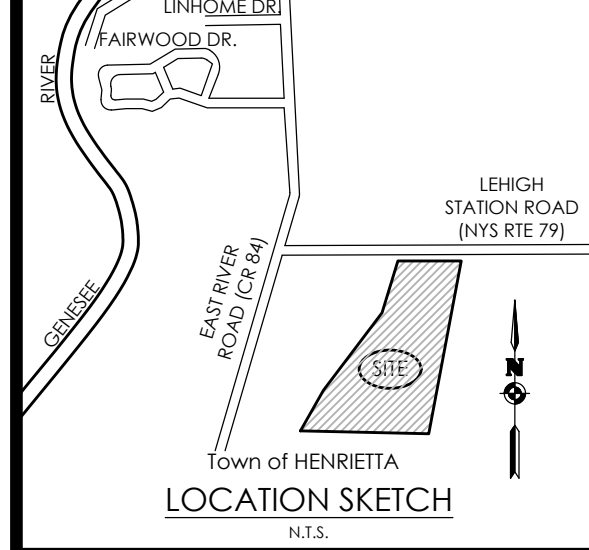 LINHOME DR.
FAIRWOOD DR.
RIVER
GENESEE
EAST RIVER
ROAD (CR 84)
LEHIGH
STATION ROAD
(NYS RTE 79)
SITE
N
Town of HENRIETTA
LOCATION SKETCH
N.T.S.